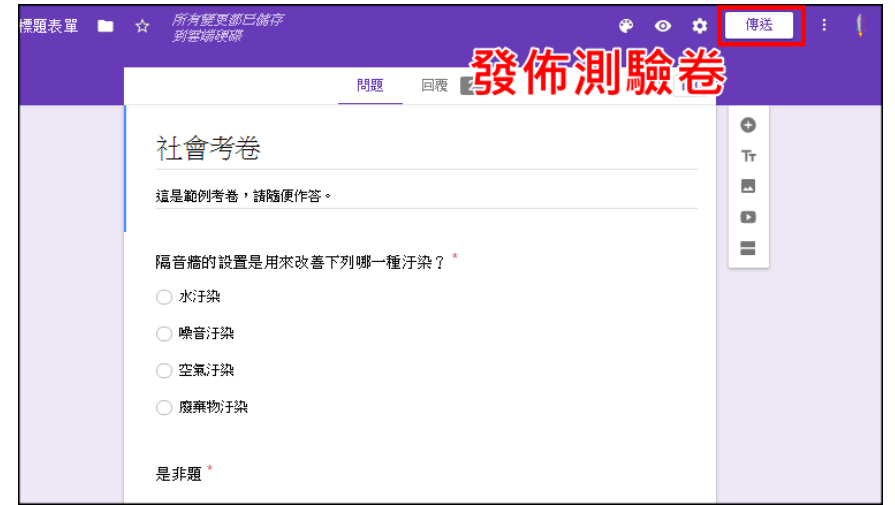 標題表單
所有變更都已儲存
到雲端硬碟
傳送
發佈測驗卷
問題 回覆
社會考卷
這是範例考卷，請隨便作答。
隔音牆的設置是用來改善下列哪一種汙染？ *
水汙染
噪音汙染
空氣汙染
廢棄物汙染
是非題 *
Tт